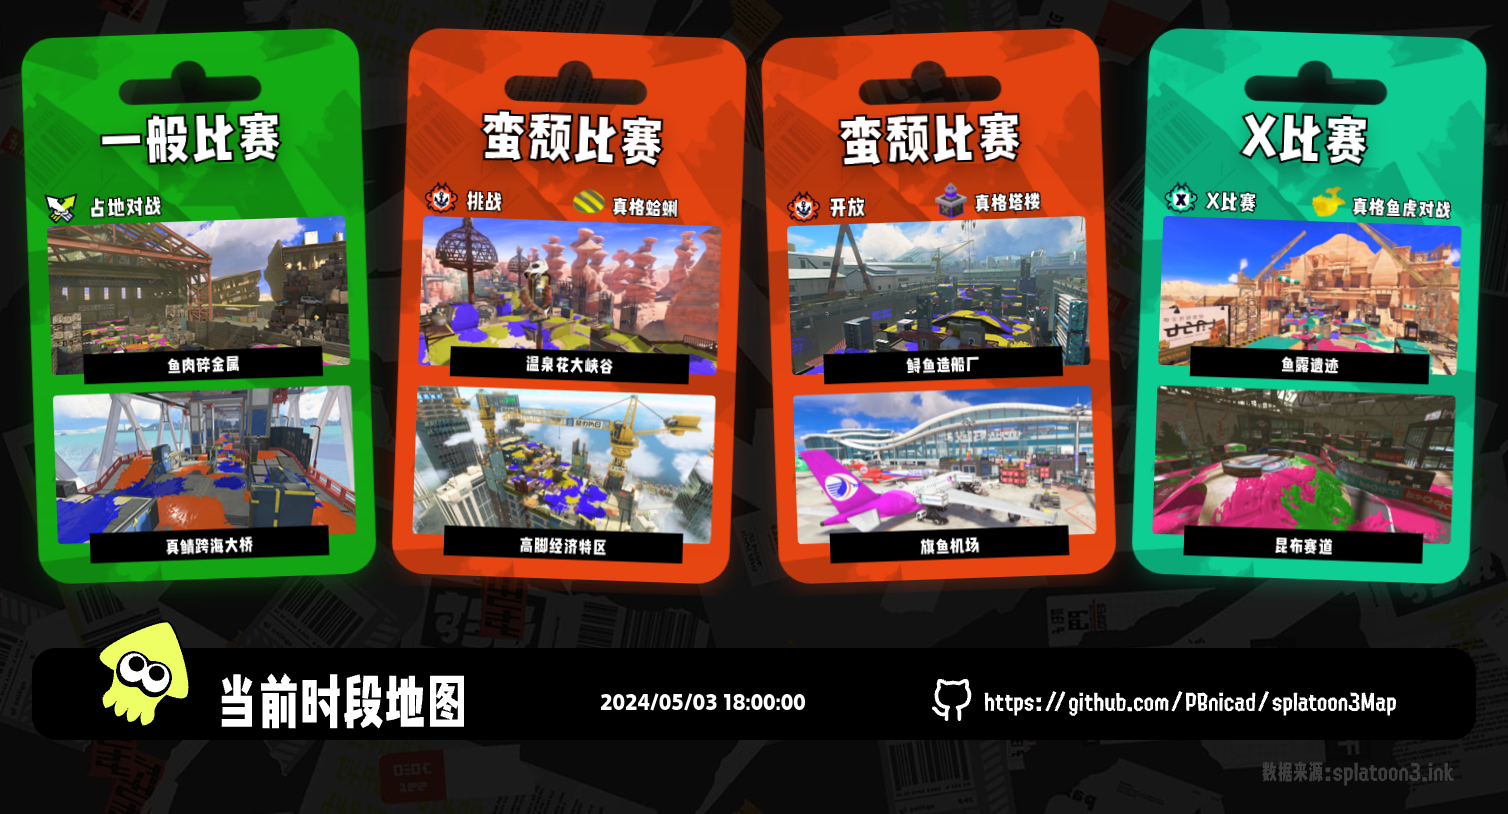 一般比赛
占地对战
鱼肉碎金属
真鲭跨海大桥
蛮颓比赛
挑战
真格蛤蜊
温泉花大峡谷
高脚经济特区
蛮颓比赛
开放
真格塔楼
鲟鱼造船厂
旗鱼机场
X比赛
X比赛
真格鱼虎对战
鱼露遗迹
昆布赛道
当前时段地图
2024/05/03 18:00:00
https://github.com/PBnicad/splatoon3Map
数据来源:splatoon3.ink